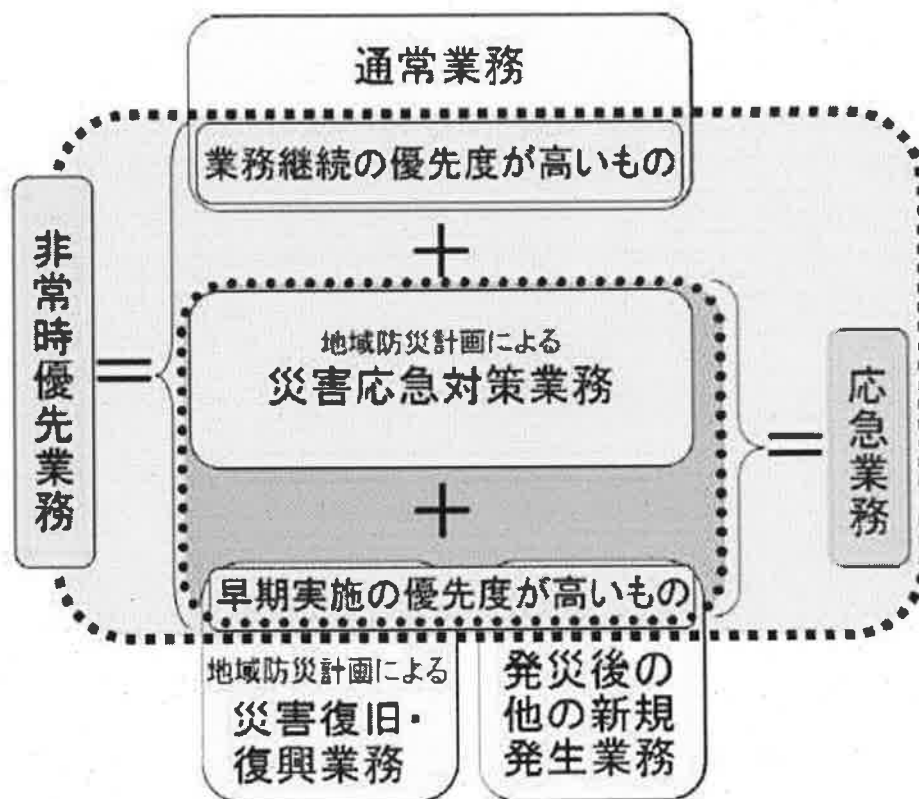 通常業務
業務継続の優先度が高いもの
+
非常時優先業務
=
地域防災計画による
災害応急対策業務
=
応急業務
+
早期実施の優先度が高いもの
地域防災計画による
災害復旧・
復興業務
発災後の
他の新規
発生業務